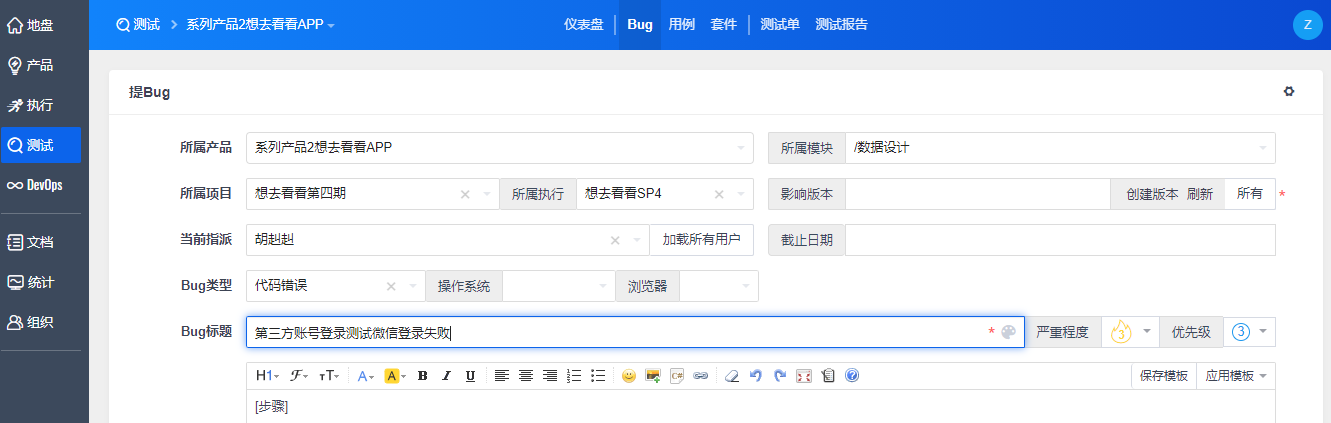 地盘
产品
执行
测试
DevOps
文档
统计
组织
测试 系列产品2想去看看APP
仪表盘 Bug 用例 套件 测试单 测试报告
Z
提Bug
所属产品 系列产品2想去看看APP 所属模块 /数据设计
所属项目 想去看看第四期 所属执行 想去看看SP4 影响版本 创建版本 刷新 所有 *
当前指派 胡赳赳 加载所有用户 截止日期
Bug类型 代码错误 操作系统 浏览器
Bug标题 第三方账号登录测试微信登录失败 * 严重程度 3 优先级 3
H1 ℱ тT A A B I U C# 保存模板 应用模板
[步骤]